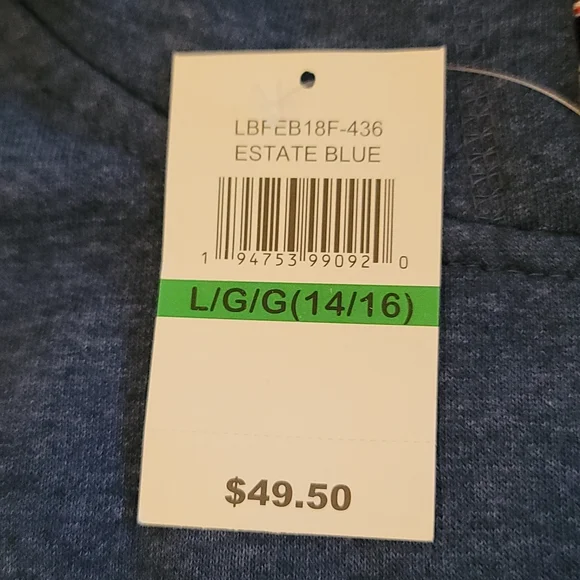 LBFEB18F-436
ESTATE BLUE
1 94753 99092 0
L/G/G(14/16)
$49.50